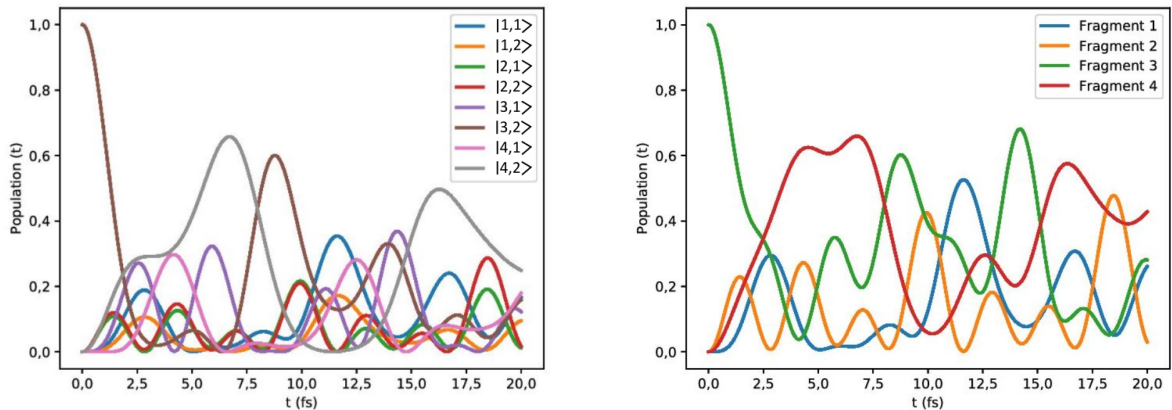 1,0
0,8
0,6
0,4
0,2
0,0
Population (t)
0,0 2,5 5,0 7,5 10,0 12,5 15,0 17,5 20,0
t (fs)
|1,1>
|1,2>
|2,1>
|2,2>
|3,1>
|3,2>
|4,1>
|4,2>
1,0
0,8
0,6
0,4
0,2
0,0
Population (t)
0,0 2,5 5,0 7,5 10,0 12,5 15,0 17,5 20,0
t (fs)
Fragment 1
Fragment 2
Fragment 3
Fragment 4